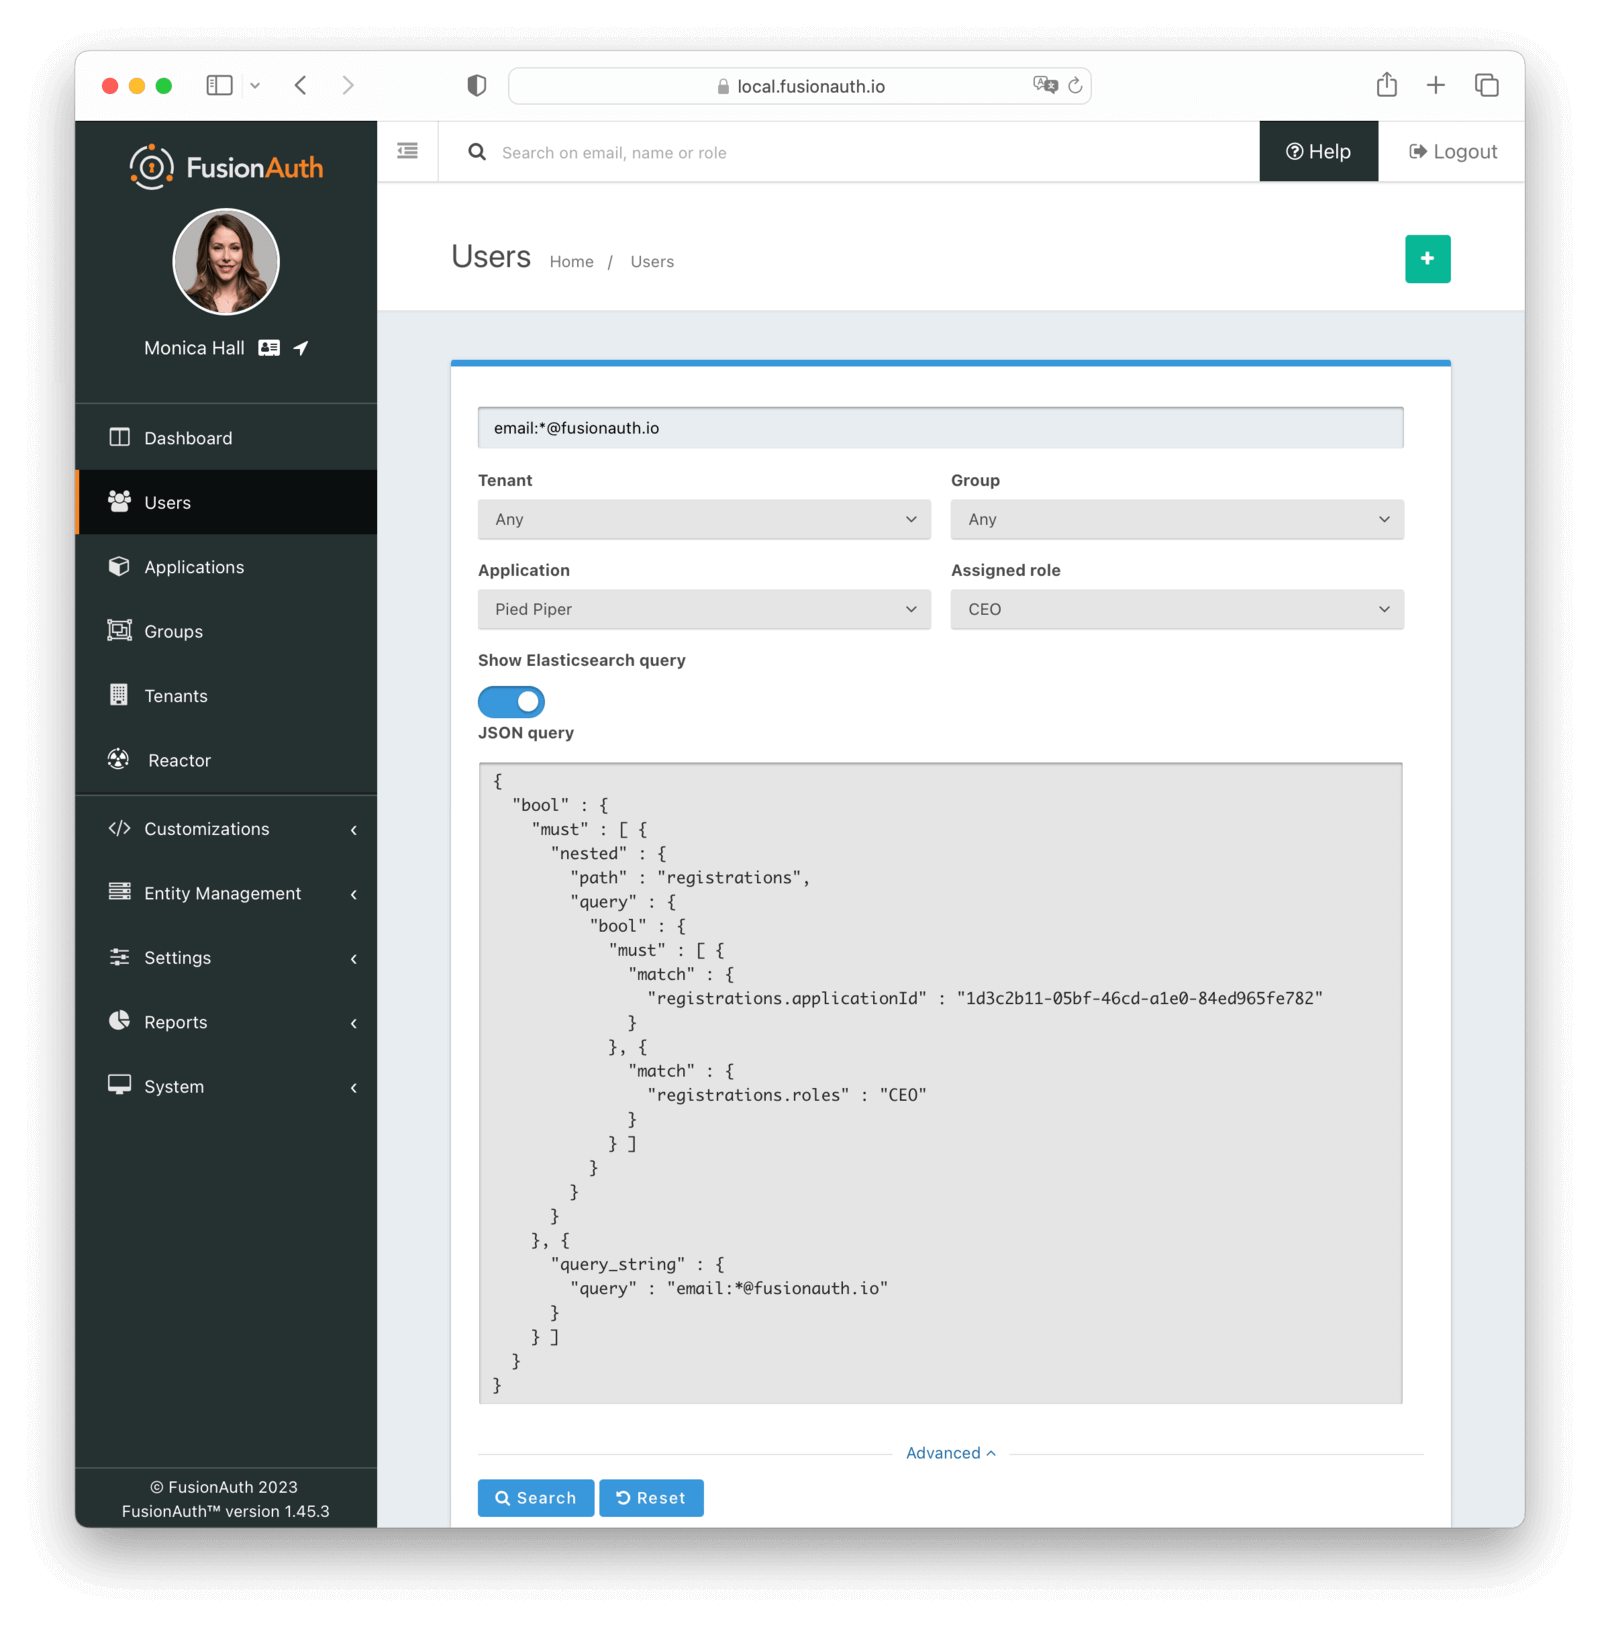 local.fusionauth.io
FusionAuth
Search on email, name or role
Help
Logout
Monica Hall
Dashboard
Users
Applications
Groups
Tenants
Reactor
Customizations
Entity Management
Settings
Reports
System
© FusionAuth 2023
FusionAuth™ version 1.45.3
Users
Home / Users
email:*@fusionauth.io
Tenant
Any
Group
Any
Application
Pied Piper
Assigned role
CEO
Show Elasticsearch query
JSON query
{
"bool" : {
"must" : [ {
"nested" : {
"path" : "registrations",
"query" : {
"bool" : {
"must" : [ {
"match" : {
"registrations.applicationId" : "1d3c2b11-05bf-46cd-a1e0-84ed965fe782"
}
}, {
"match" : {
"registrations.roles" : "CEO"
}
} ]
}
}
}
}, {
"query_string" : {
"query" : "email:*@fusionauth.io"
}
} ]
}
}
Advanced
Search
Reset